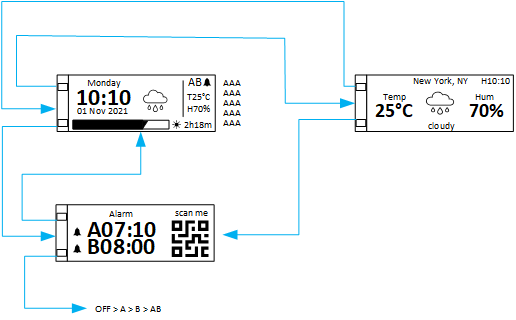 Monday
10:10
01 Nov 2021
AB
T25°C
H70%
2h18m
AAA
AAA
AAA
AAA
AAA
New York, NY H10:10
Temp
25°C
Hum
70%
cloudy
Alarm
scan me
A07:10
B08:00
OFF > A > B > AB